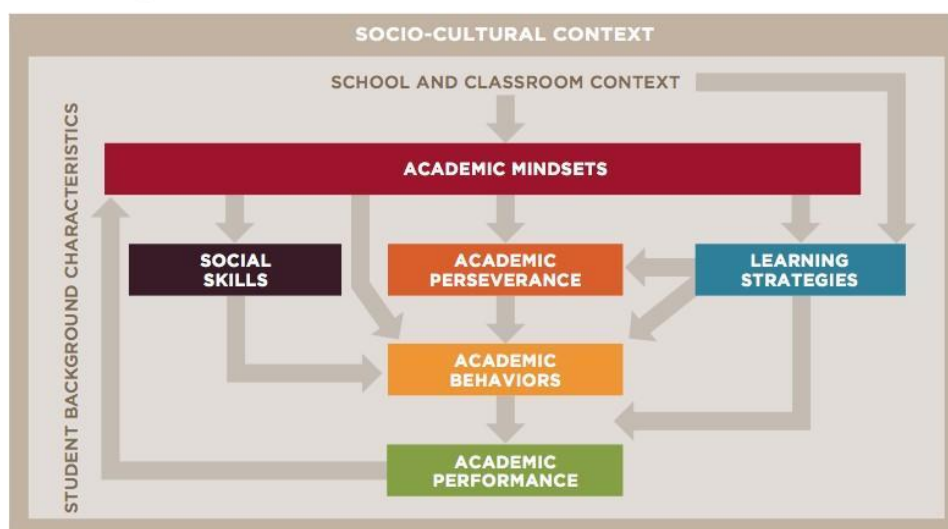 SOCIO-CULTURAL CONTEXT
SCHOOL AND CLASSROOM CONTEXT
STUDENT BACKGROUND CHARACTERISTICS
ACADEMIC MINDSETS
SOCIAL
SKILLS
ACADEMIC
PERSEVERANCE
LEARNING
STRATEGIES
ACADEMIC
BEHAVIORS
ACADEMIC
PERFORMANCE